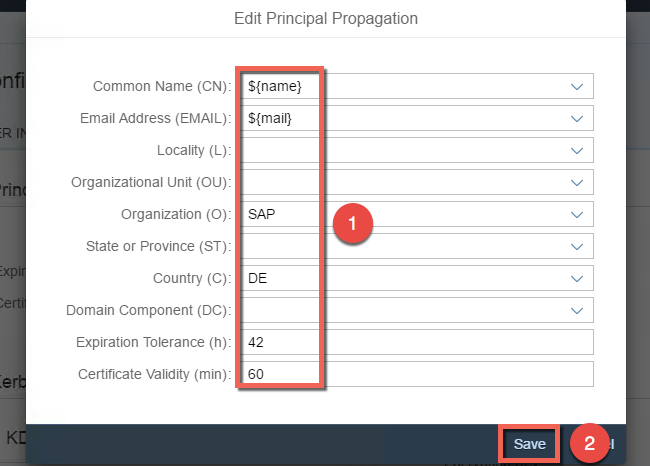 Edit Principal Propagation
onfi
ER IN
Common Name (CN): ${name}
Email Address (EMAIL): ${mail}
Locality (L):
Organizational Unit (OU):
Princ
Organization (O): SAP
1
State or Province (ST):
Expir
Country (C): DE
Certif
Domain Component (DC):
Expiration Tolerance (h): 42
Certificate Validity (min): 60
Kerb
KD
Save 2 el